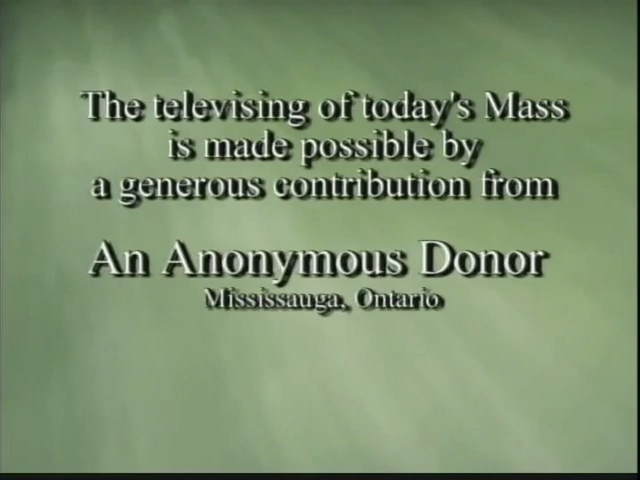 The televising of today's Mass
is made possible by
a generous contribution from
An Anonymous Donor
Mississauga, Ontario